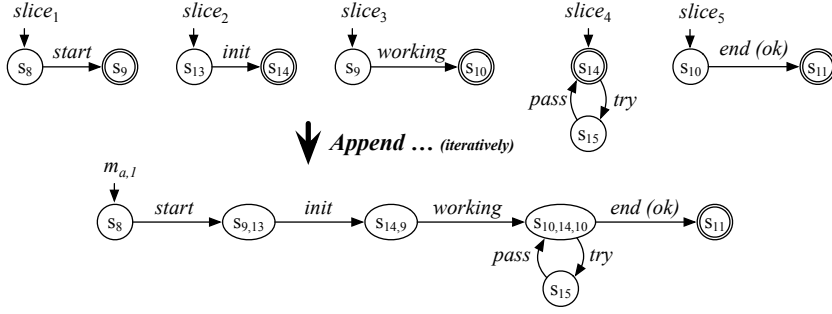 slice₁ slice₂ slice₃ slice₄ slice₅
s₈ start s₉ s₁₃ init s₁₄ s₉ working s₁₀ s₁₄ s₁₀ end (ok) s₁₁
pass try
s₁₅
Append ... (iteratively)
mₐ,₁
s₈ start s₉,₁₃ init s₁₄,₉ working s₁₀,₁₄,₁₀ end (ok) s₁₁
pass try
s₁₅